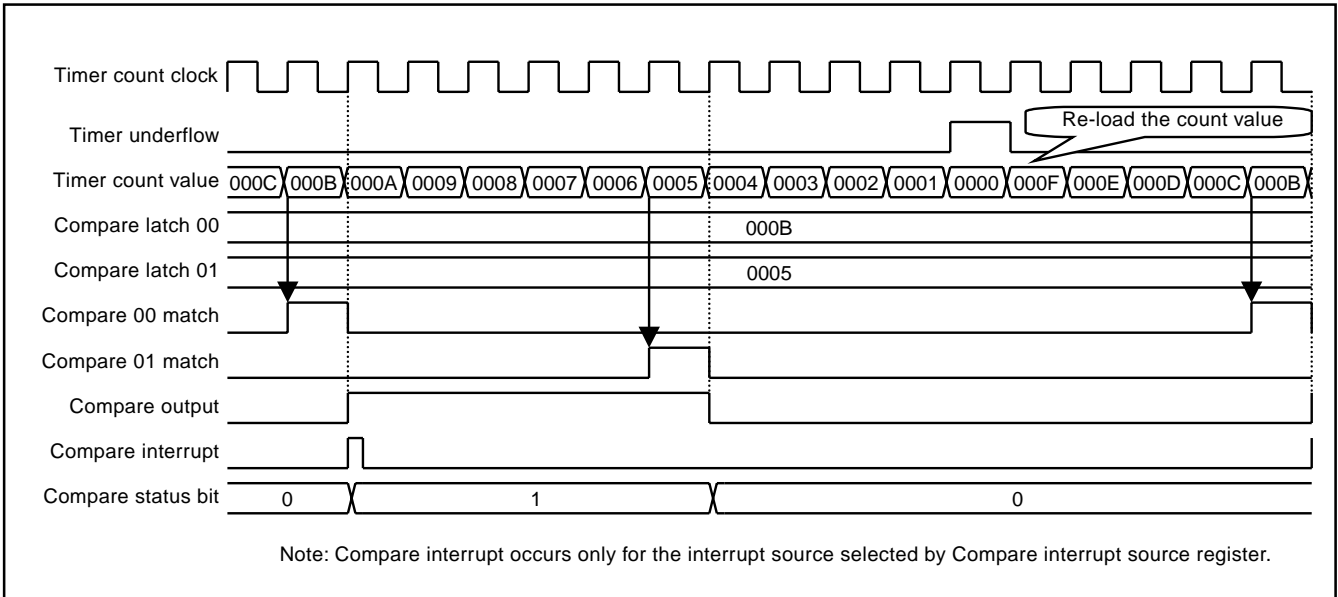 Timer count clock
Timer underflow
Re-load the count value
Timer count value 000C 000B 000A 0009 0008 0007 0006 0005 0004 0003 0002 0001 0000 000F 000E 000D 000C 000B
Compare latch 00 000B
Compare latch 01 0005
Compare 00 match
Compare 01 match
Compare output
Compare interrupt
Compare status bit 0 1 0
Note: Compare interrupt occurs only for the interrupt source selected by Compare interrupt source register.